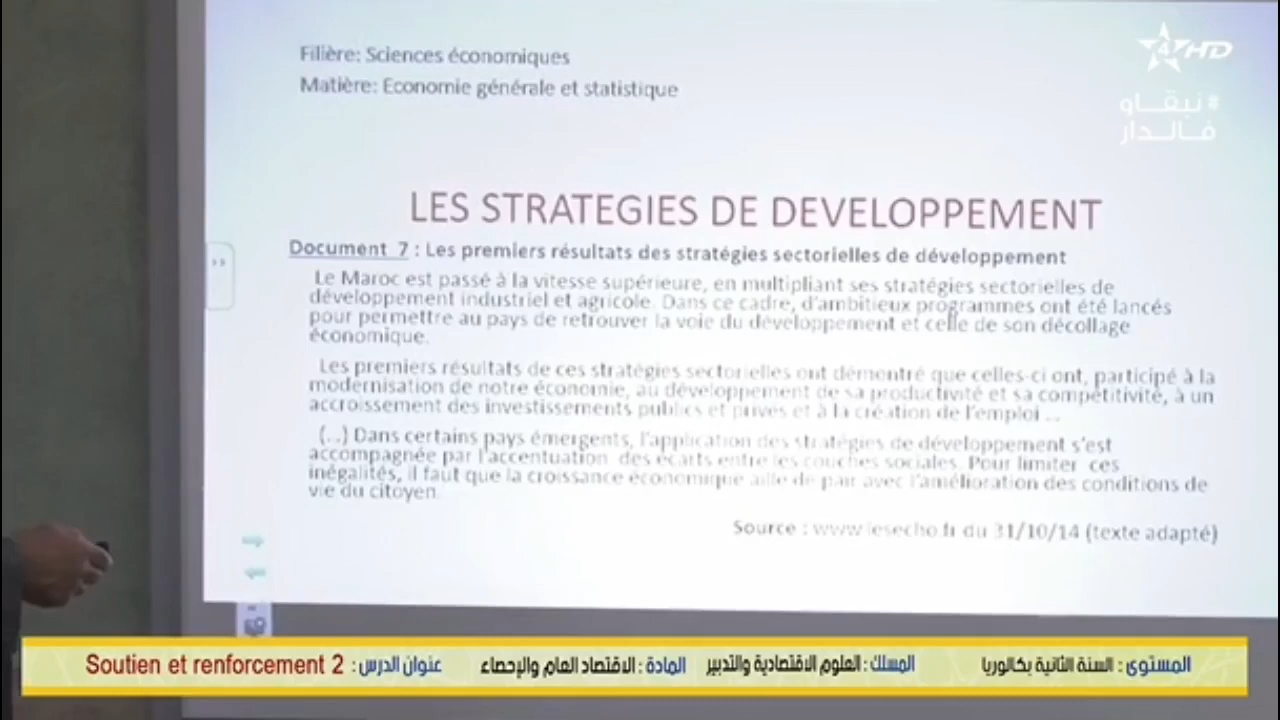 Filière: Sciences économiques
Matière: Economie générale et statistique
4 HD
#نبقاو
فالدار
LES STRATEGIES DE DEVELOPPEMENT
Document 7 : Les premiers résultats des stratégies sectorielles de développement
Le Maroc est passé à la vitesse supérieure, en multipliant ses stratégies sectorielles de
développement industriel et agricole. Dans ce cadre, d'ambitieux programmes ont été lancés
pour permettre au pays de retrouver la voie du développement et celle de son décollage
économique.
Les premiers résultats de ces stratégies sectorielles ont démontré que celles-ci ont, participé à la
modernisation de notre économie, au développement de sa productivité et sa compétitivité, à un
accroissement des investissements publics et privés et à la création de l'emploi ...
(...) Dans certains pays émergents, l'application des stratégies de développement s'est
accompagnée par l'accentuation des écarts entre les couches sociales. Pour limiter ces
inégalités, il faut que la croissance économique aille de pair avec l'amélioration des conditions de
vie du citoyen.
Source : www.lesecho.fr du 31/10/14 (texte adapté)
المستوى : السنة الثانية بكالوريا المسلك : العلوم الاقتصادية والتدبير المادة : الاقتصاد العام والإحصاء عنوان الدرس : Soutien et renforcement 2